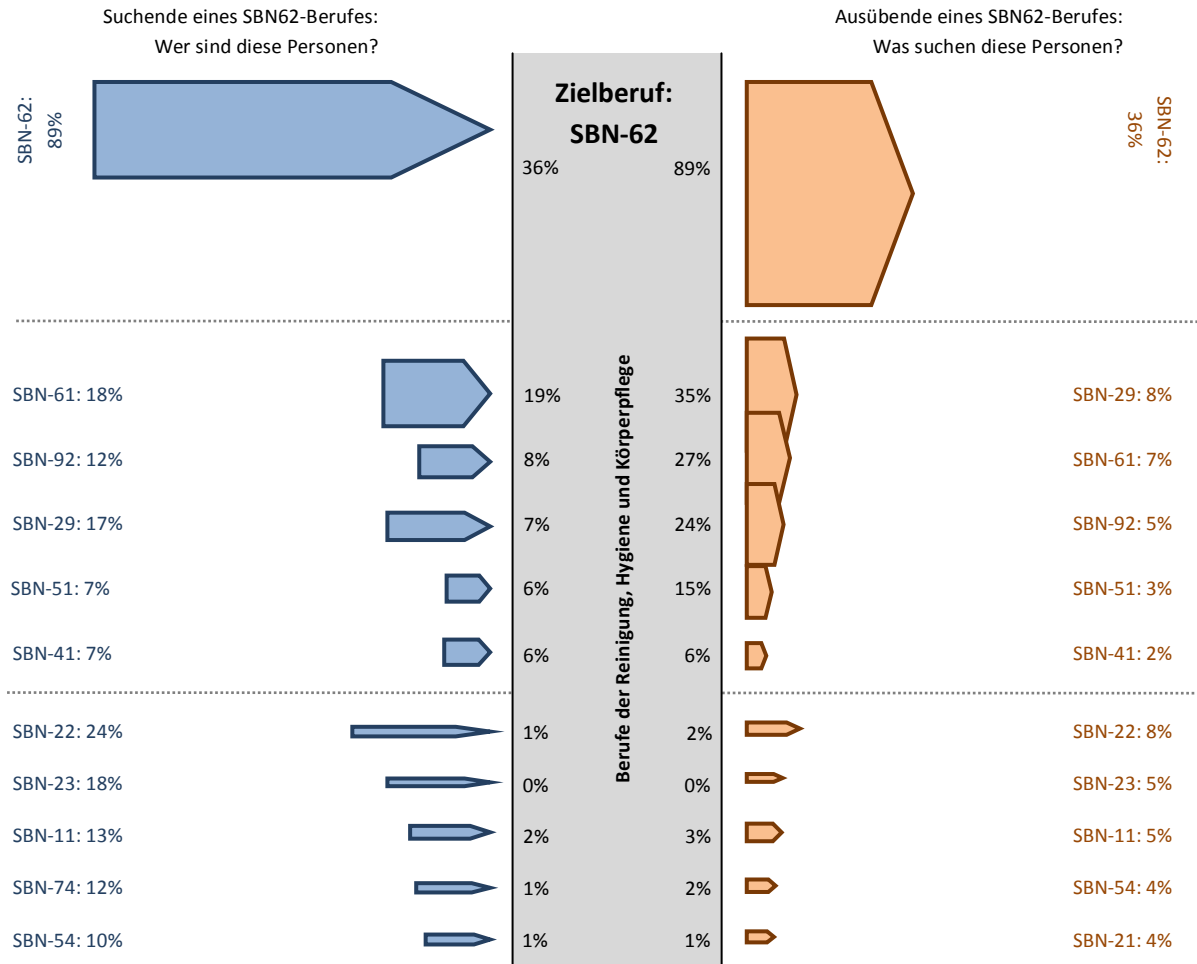 Suchende eines SBN62-Berufes:
Wer sind diese Personen?
Ausübende eines SBN62-Berufes:
Was suchen diese Personen?
SBN-62:
89%
Zielberuf:
SBN-62
36%
89%
SBN-62:
36%
Berufe der Reinigung, Hygiene und Körperpflege
SBN-61: 18%
19%
35%
SBN-29: 8%
SBN-92: 12%
8%
27%
SBN-61: 7%
SBN-29: 17%
7%
24%
SBN-92: 5%
SBN-51: 7%
6%
15%
SBN-51: 3%
SBN-41: 7%
6%
6%
SBN-41: 2%
SBN-22: 24%
1%
2%
SBN-22: 8%
SBN-23: 18%
0%
0%
SBN-23: 5%
SBN-11: 13%
2%
3%
SBN-11: 5%
SBN-74: 12%
1%
2%
SBN-54: 4%
SBN-54: 10%
1%
1%
SBN-21: 4%